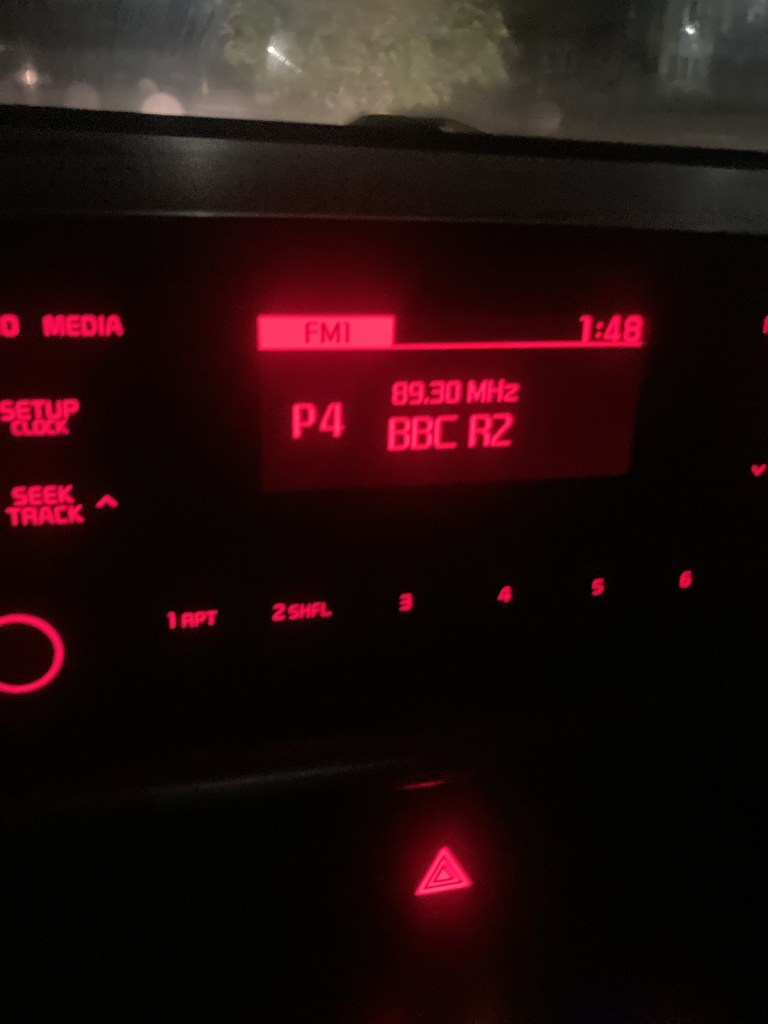 FM1 1:48
MEDIA
89.30 MHz
P4 BBC R2
SETUP
CLOCK
SEEK
TRACK
1 APT 2 SHFL 3 4 5 6